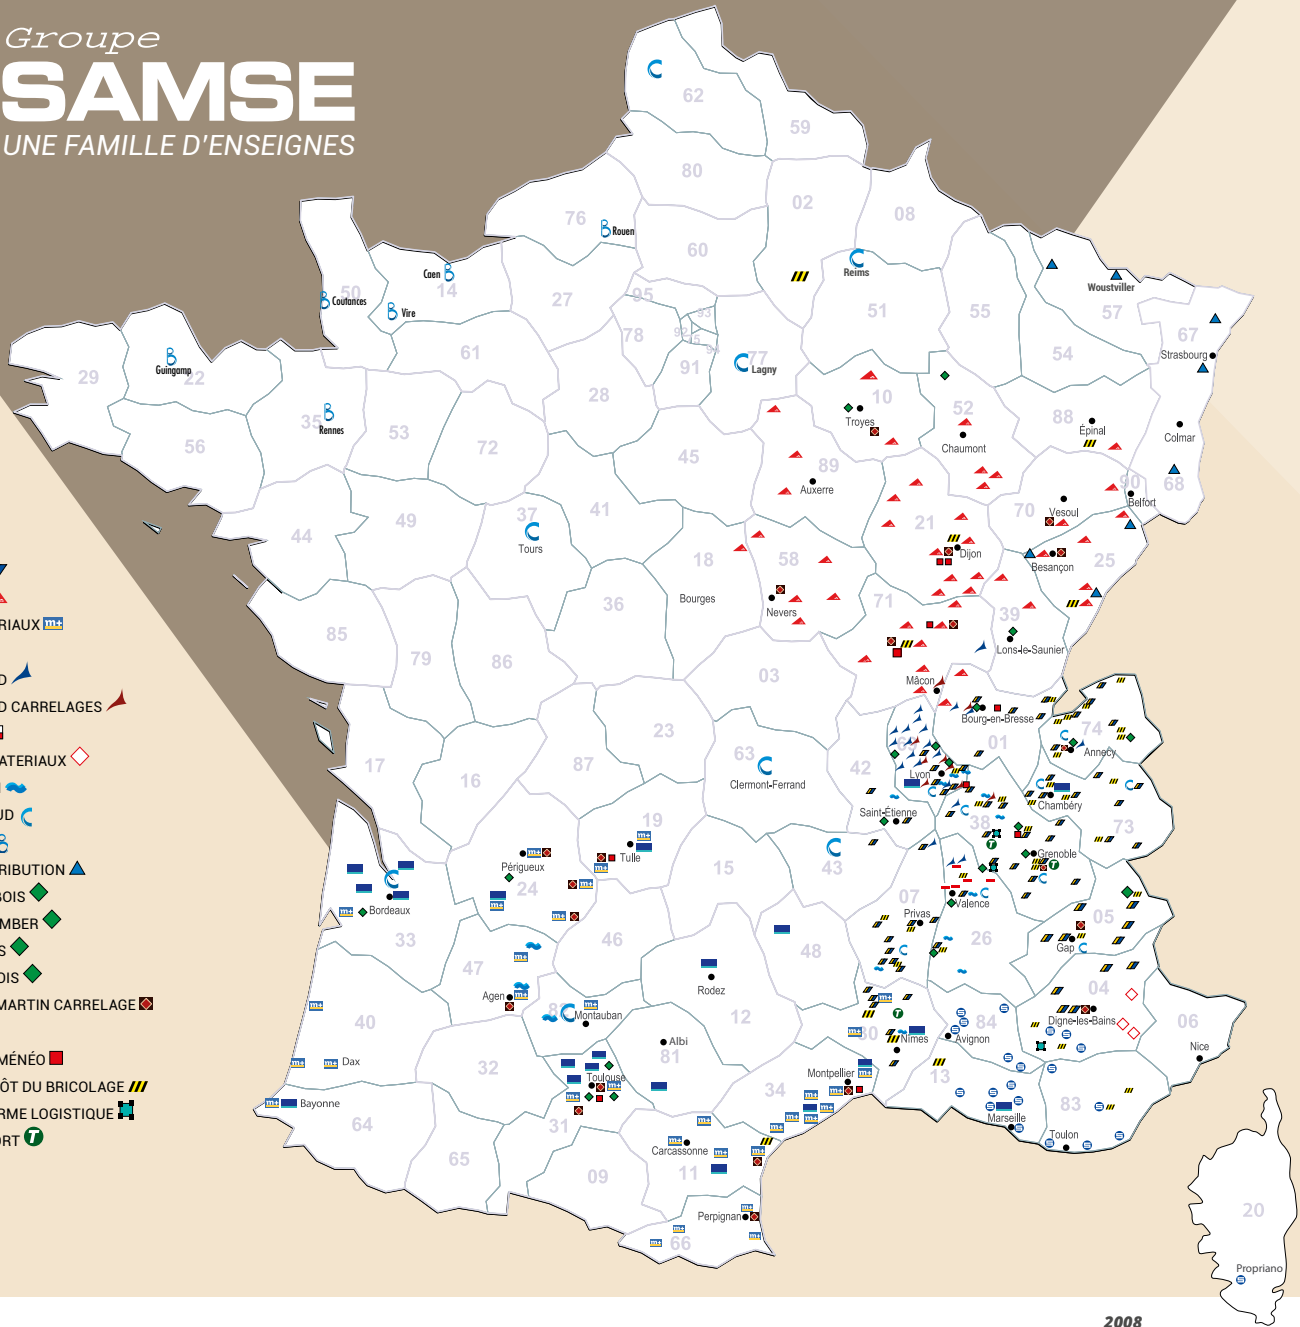 Groupe
SAMSE
UNE FAMILLE D'ENSEIGNES
62
59
80
02
08
76
Rouen
60
Caen
14
50
Coutances
Vire
27
95
93
78
91
77
Lagny
Reims
51
55
Woustviller
57
67
54
Strasbourg
29
22
Guingamp
61
28
35
Rennes
53
72
56
10
Troyes
52
Chaumont
88
Épinal
Colmar
68
45
89
Auxerre
90
Belfort
70
Vesoul
44
49
37
Tours
41
18
58
21
Dijon
Besançon
25
36
Bourges
Nevers
71
39
Lons-le-Saunier
85
79
86
03
Mâcon
Bourg-en-Bresse
01
74
Annecy
17
16
87
23
63
Clermont-Ferrand
42
69
Lyon
Saint-Étienne
38
Chambéry
73
19
Tulle
Périgueux
24
15
43
Grenoble
07
Privas
Valence
26
05
Gap
Bordeaux
33
46
48
47
Agen
82
Montauban
Rodez
12
30
Nîmes
84
Avignon
04
Digne-les-Bains
06
Nice
40
Dax
32
Albi
81
Toulouse
34
Montpellier
13
Marseille
83
Toulon
Bayonne
64
65
31
09
Carcassonne
11
Perpignan
66
20
Propriano
RIAUX m+
D
D CARRELAGES
ATERIAUX
UD
RIBUTION
BOIS
MBER
S
OIS
MARTIN CARRELAGE
MÉNÉO
ÔT DU BRICOLAGE
RME LOGISTIQUE
ORT T
2008